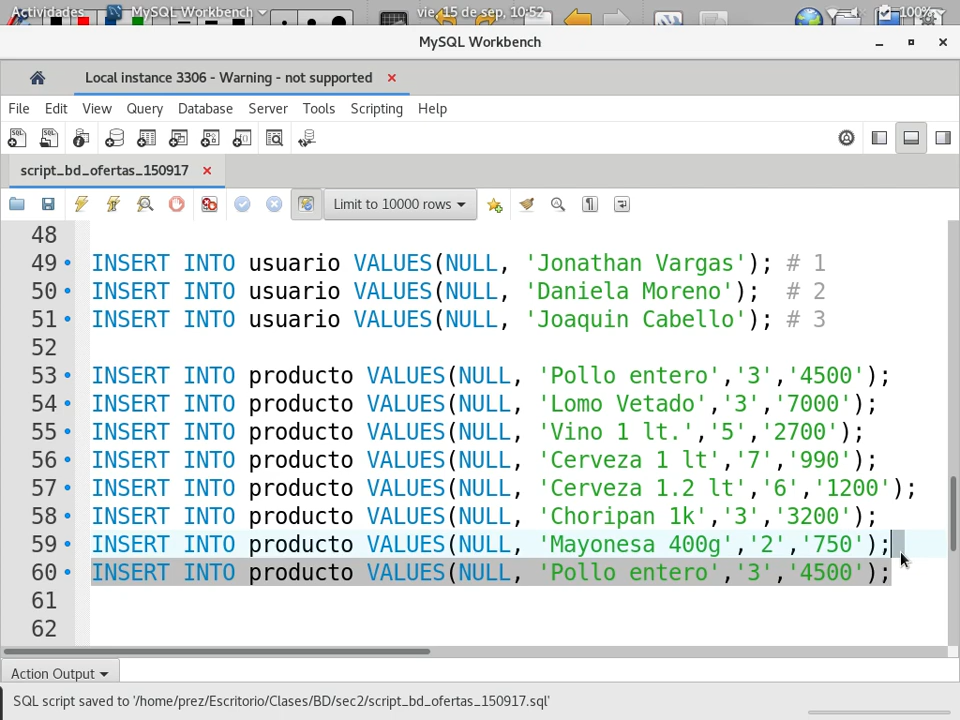 Actividades MySQL Workbench vie, 15 de sep, 10:52 100%
MySQL Workbench
Local instance 3306 - Warning - not supported
File Edit View Query Database Server Tools Scripting Help
script_bd_ofertas_150917
Limit to 10000 rows
48
49 INSERT INTO usuario VALUES(NULL, 'Jonathan Vargas'); # 1
50 INSERT INTO usuario VALUES(NULL, 'Daniela Moreno'); # 2
51 INSERT INTO usuario VALUES(NULL, 'Joaquin Cabello'); # 3
52
53 INSERT INTO producto VALUES(NULL, 'Pollo entero','3','4500');
54 INSERT INTO producto VALUES(NULL, 'Lomo Vetado','3','7000');
55 INSERT INTO producto VALUES(NULL, 'Vino 1 lt.','5','2700');
56 INSERT INTO producto VALUES(NULL, 'Cerveza 1 lt','7','990');
57 INSERT INTO producto VALUES(NULL, 'Cerveza 1.2 lt','6','1200');
58 INSERT INTO producto VALUES(NULL, 'Choripan 1k','3','3200');
59 INSERT INTO producto VALUES(NULL, 'Mayonesa 400g','2','750');
60 INSERT INTO producto VALUES(NULL, 'Pollo entero','3','4500');
61
62
Action Output
SQL script saved to '/home/prez/Escritorio/Clases/BD/sec2/script_bd_ofertas_150917.sql'